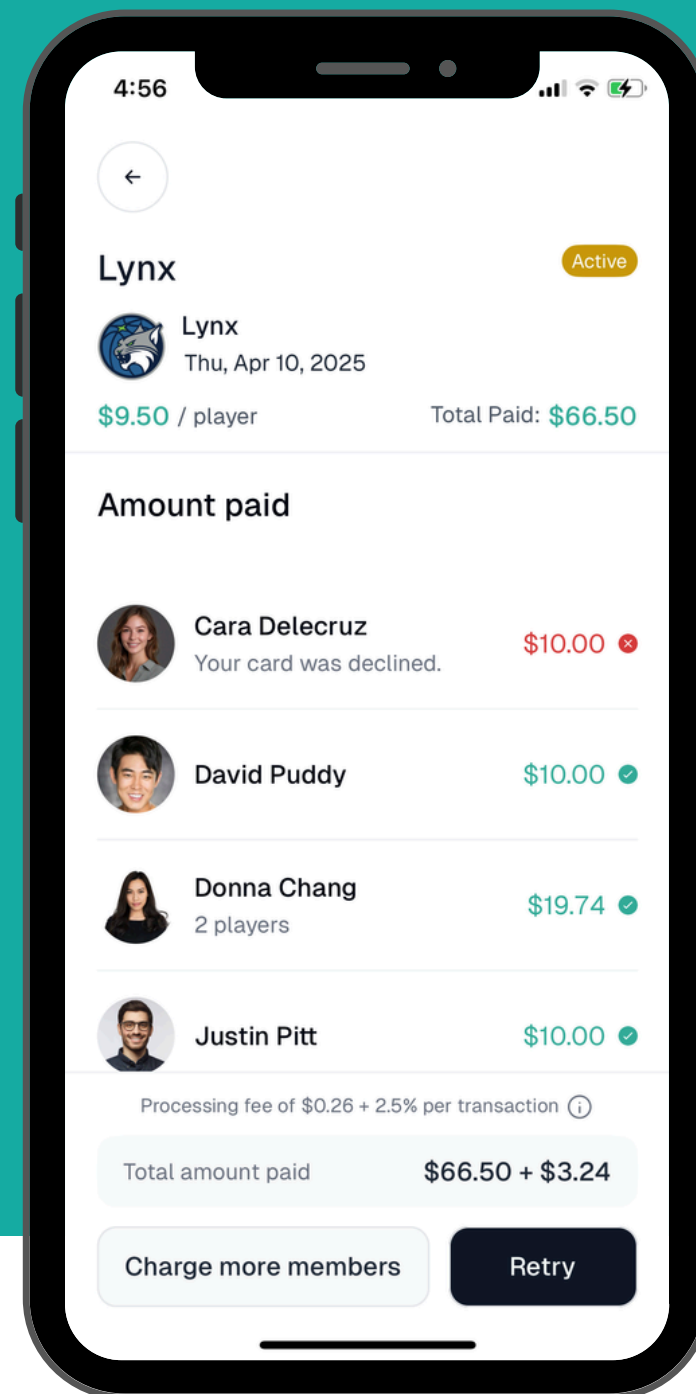 4:56
Lynx
Active
Lynx
Thu, Apr 10, 2025
$9.50 / player
Total Paid: $66.50
Amount paid
Cara Delecruz
$10.00
Your card was declined.
David Puddy
$10.00
Donna Chang
$19.74
2 players
Justin Pitt
$10.00
Processing fee of $0.26 + 2.5% per transaction
Total amount paid
$66.50 + $3.24
Charge more members
Retry